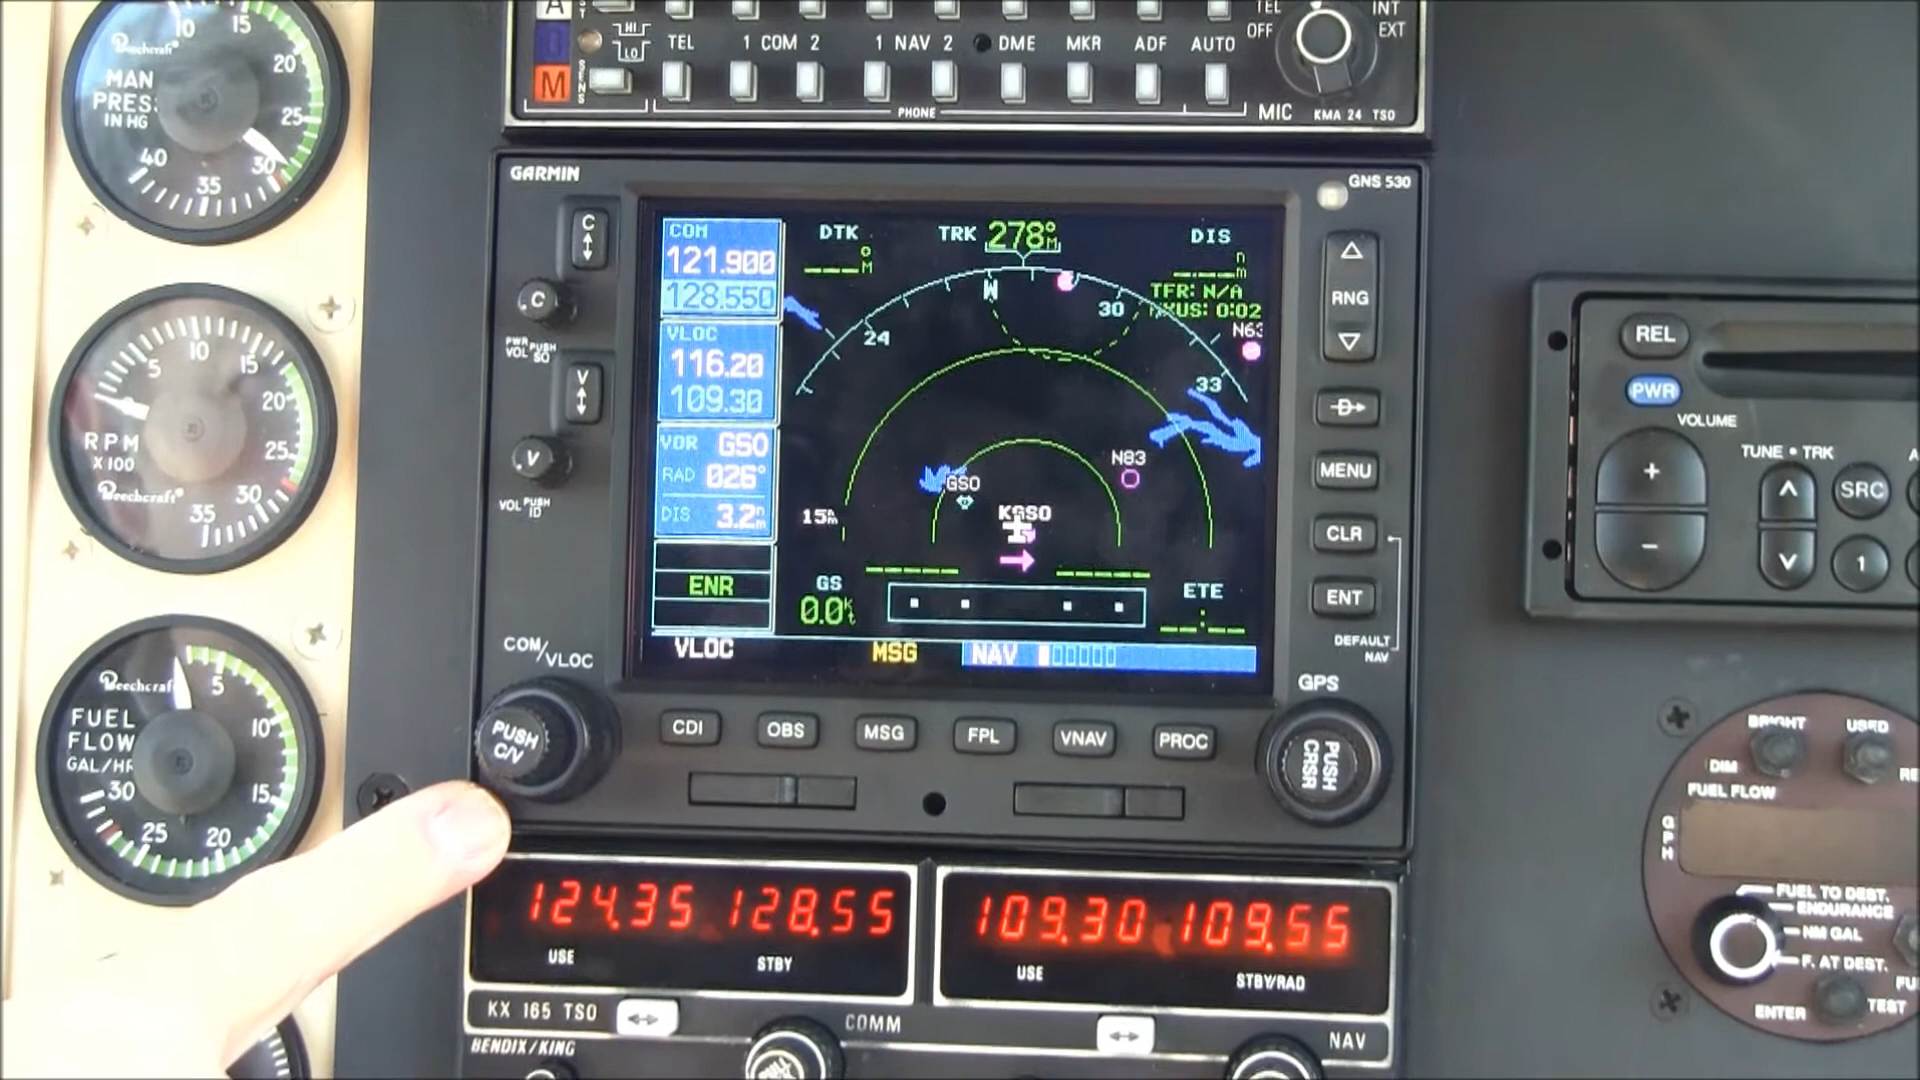 10 15
Beechcraft
20
MAN
PRES.
IN HG
25
40
30
35
A
M
HI
LO
SENS
TEL 1 COM 2 1 NAV 2 DME MKR ADF AUTO
PHONE
TEL
OFF
INT
EXT
MIC
KMA 24 TSO
GARMIN
GNS 530
C
C
PWR PUSH
VOL SQ
V
V
VOL PUSH
ID
COM
121.900
128.550
VLOC
116.20
109.30
VOR GSO
RAD 026°
DIS 3.2nm
ENR
VLOC
DTK
TRK 278°M
DIS
TFR: N/A
0:02
W
24
30
33
N83
GSO
KGSO
GS
0.0kt
ETE
MSG
NAV
RNG
D
MENU
CLR
ENT
DEFAULT
NAV
COM/VLOC
GPS
PUSH
C/V
CDI OBS MSG FPL VNAV PROC
PUSH
CRSR
5 10 15
20
RPM
X 100
25
Beechcraft
30
35
Beechcraft
5
FUEL
FLOW
GAL/HR
10
30
15
25
20
124.35 128.55
USE
STBY
109.30 109.55
USE
STBY/RAD
KX 165 TSO
COMM
NAV
BENDIX/KING
REL
PWR
VOLUME
TUNE • TRK
SRC
1
BRIGHT
USED
DIM
FUEL FLOW
GPH
FUEL TO DEST.
ENDURANCE
NM GAL
F. AT DEST.
ENTER
TEST